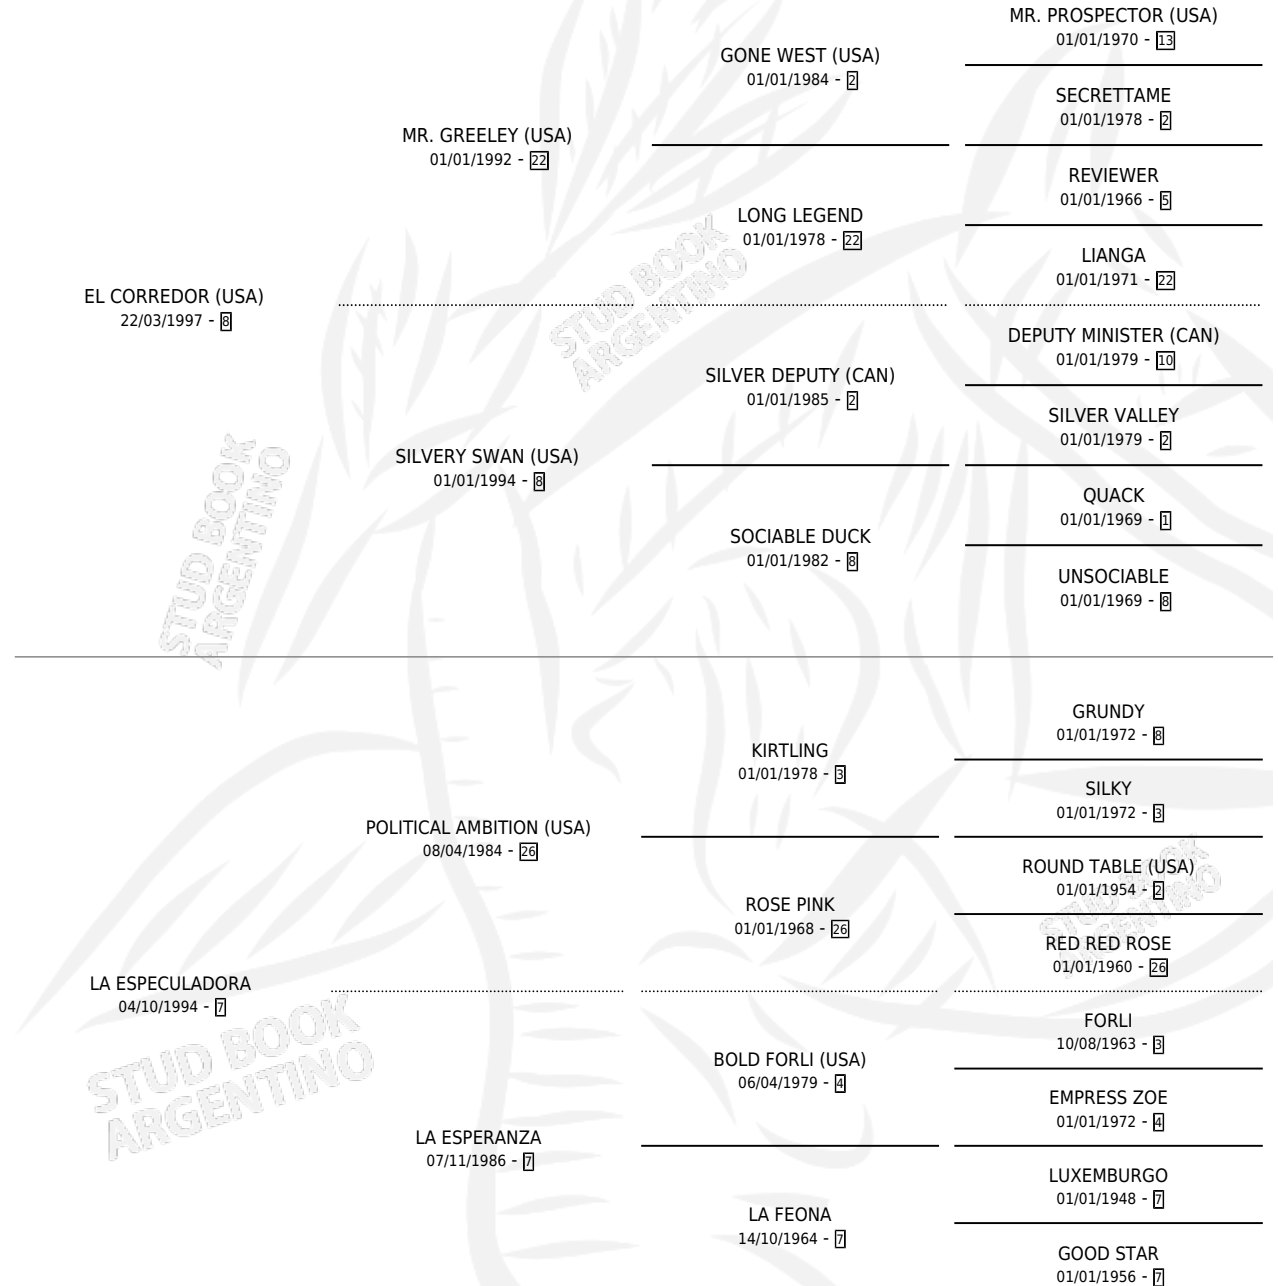 MR. PROSPECTOR (USA)
01/01/1970 - 13
GONE WEST (USA)
01/01/1984 - 2
SECRETTAME
01/01/1978 - 2
MR. GREELEY (USA)
01/01/1992 - 22
REVIEWER
01/01/1966 - 5
LONG LEGEND
01/01/1978 - 22
LIANGA
01/01/1971 - 22
EL CORREDOR (USA)
22/03/1997 - 8
STUD BOOK
ARGENTINO
DEPUTY MINISTER (CAN)
01/01/1979 - 10
SILVER DEPUTY (CAN)
01/01/1985 - 2
SILVER VALLEY
01/01/1979 - 2
SILVERY SWAN (USA)
01/01/1994 - 8
QUACK
01/01/1969 - 1
SOCIABLE DUCK
01/01/1982 - 8
UNSOCIABLE
01/01/1969 - 8
STUD BOOK
ARGENTINO
GRUNDY
01/01/1972 - 8
KIRTLING
01/01/1978 - 3
SILKY
01/01/1972 - 3
POLITICAL AMBITION (USA)
08/04/1984 - 26
ROUND TABLE (USA)
01/01/1954 - 2
ROSE PINK
01/01/1968 - 26
STUD BOOK
ARGENTINO
RED RED ROSE
01/01/1960 - 26
LA ESPECULADORA
04/10/1994 - 7
STUD BOOK
ARGENTINO
FORLI
10/08/1963 - 3
BOLD FORLI (USA)
06/04/1979 - 4
EMPRESS ZOE
01/01/1972 - 4
LA ESPERANZA
07/11/1986 - 7
LUXEMBURGO
01/01/1948 - 7
LA FEONA
14/10/1964 - 7
GOOD STAR
01/01/1956 - 7